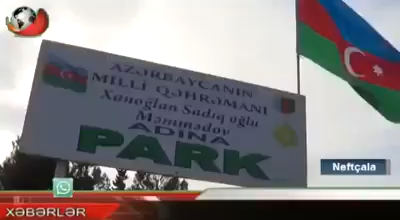 AZƏRBAYCANIN
MİLLİ QƏHRƏMANI
Xanoğlan Sadıq oğlu
Məmmədov
ADINA
PARK
Neftçala
XƏBƏRLƏR